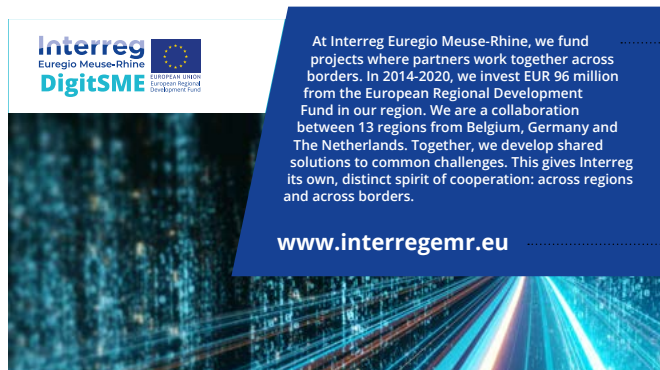 Interreg
Euregio Meuse-Rhine
DigitSME
EUROPEAN UNION
European Regional
Development Fund
At Interreg Euregio Meuse-Rhine, we fund
projects where partners work together across
borders. In 2014-2020, we invest EUR 96 million
from the European Regional Development
Fund in our region. We are a collaboration
between 13 regions from Belgium, Germany and
The Netherlands. Together, we develop shared
solutions to common challenges. This gives Interreg
its own, distinct spirit of cooperation: across regions
and across borders.
www.interregemr.eu